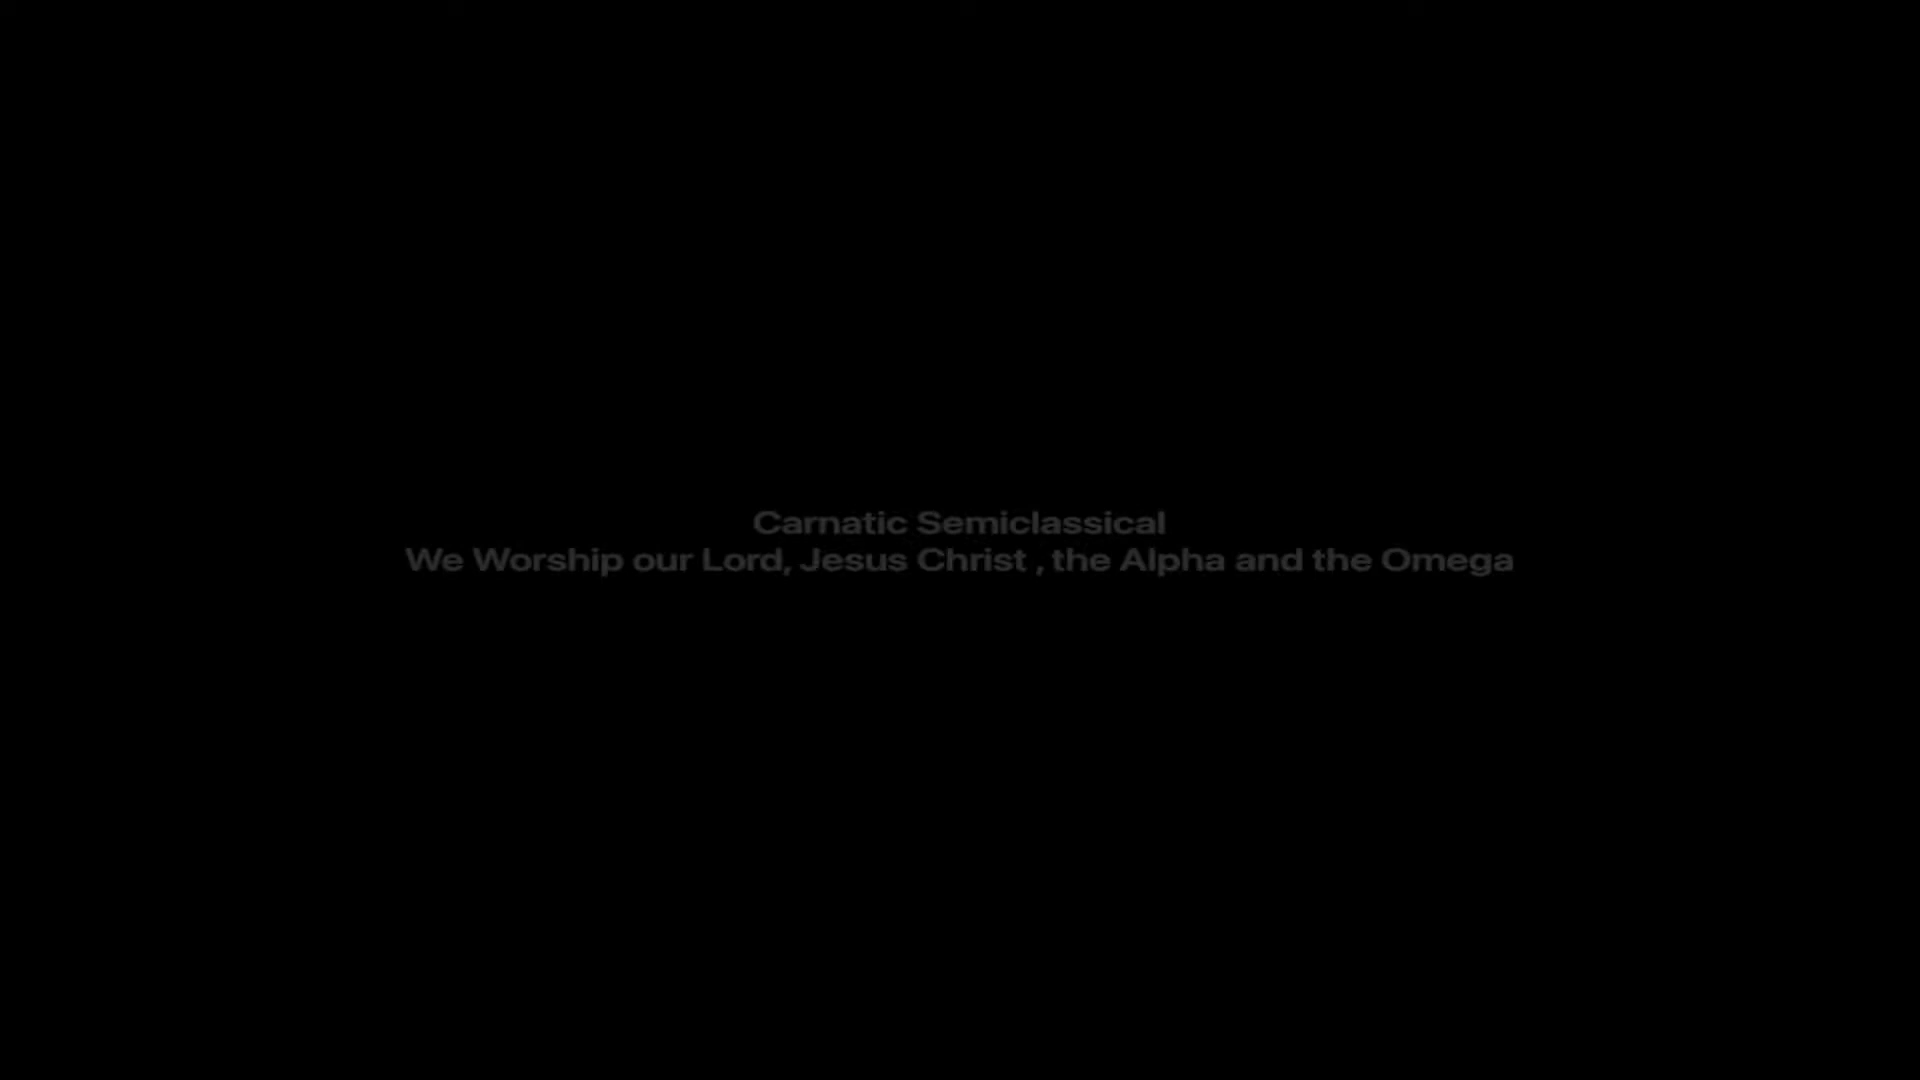 Carnatic Semiclassical
We Worship our Lord, Jesus Christ , the Alpha and the Omega